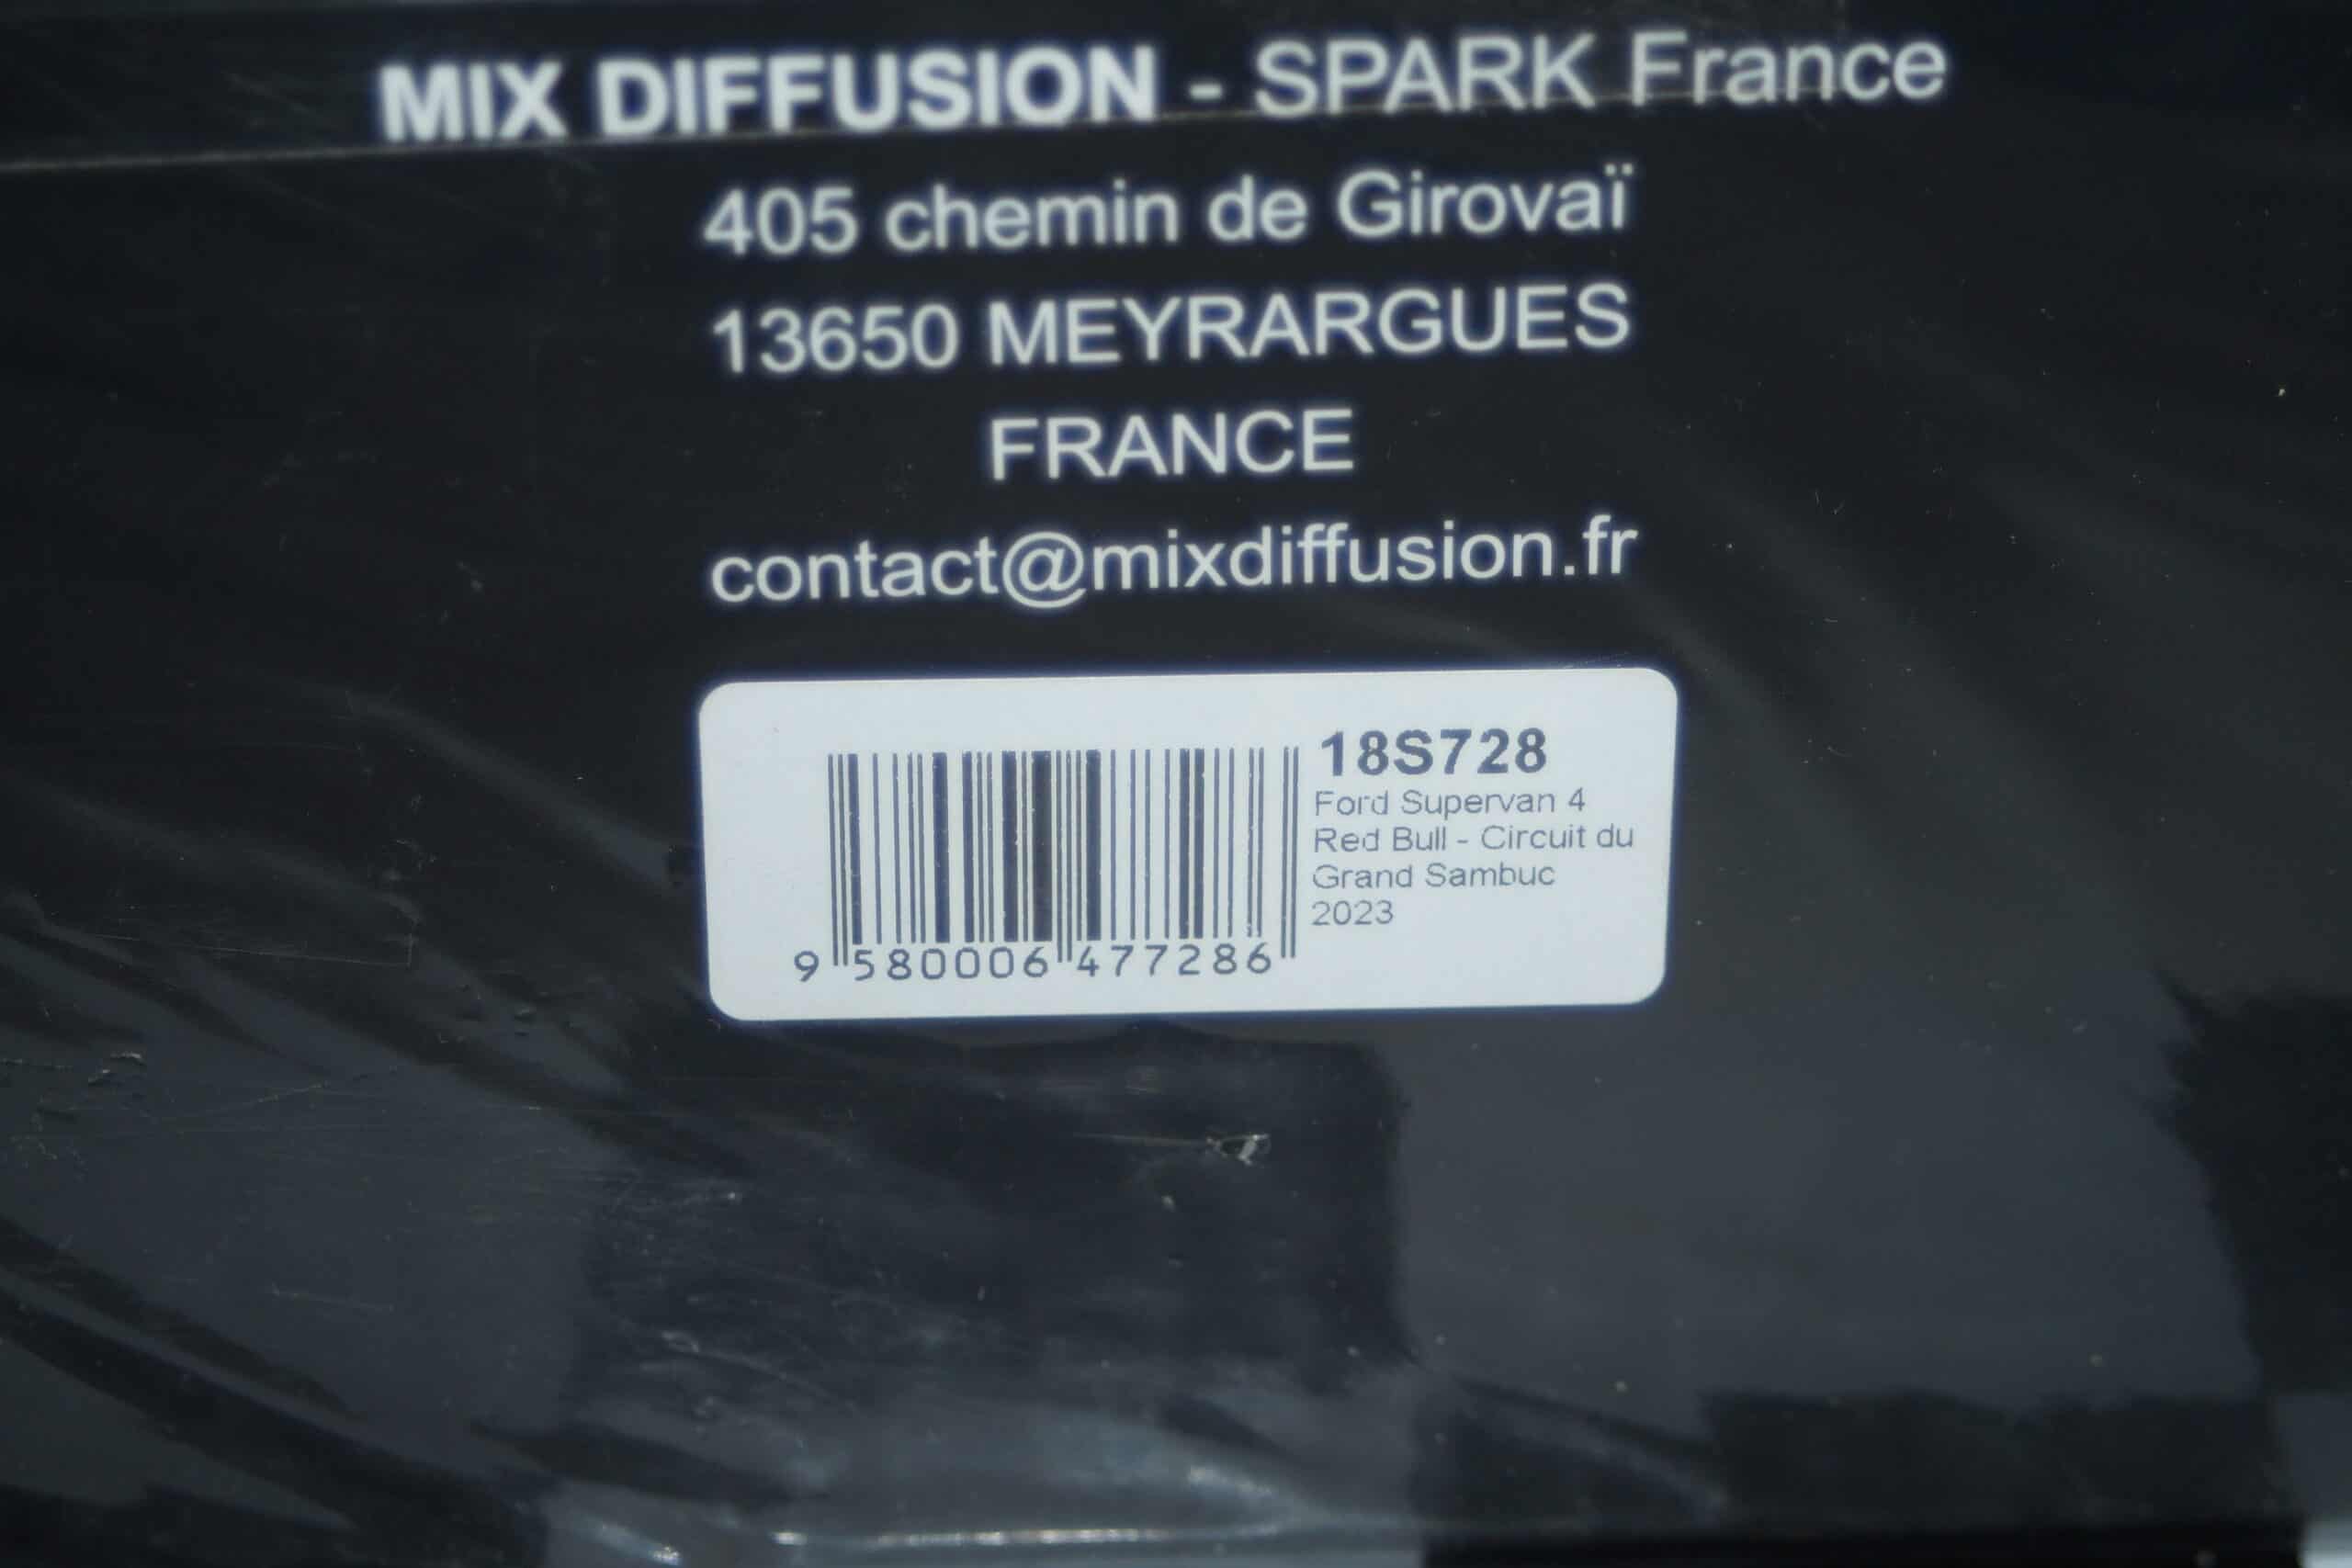 MIX DIFFUSION - SPARK France
405 chemin de Girovaï
13650 MEYRARGUES
FRANCE
contact@mixdiffusion.fr
18S728
Ford Supervan 4
Red Bull - Circuit du
Grand Sambuc
2023
9 580006 477286